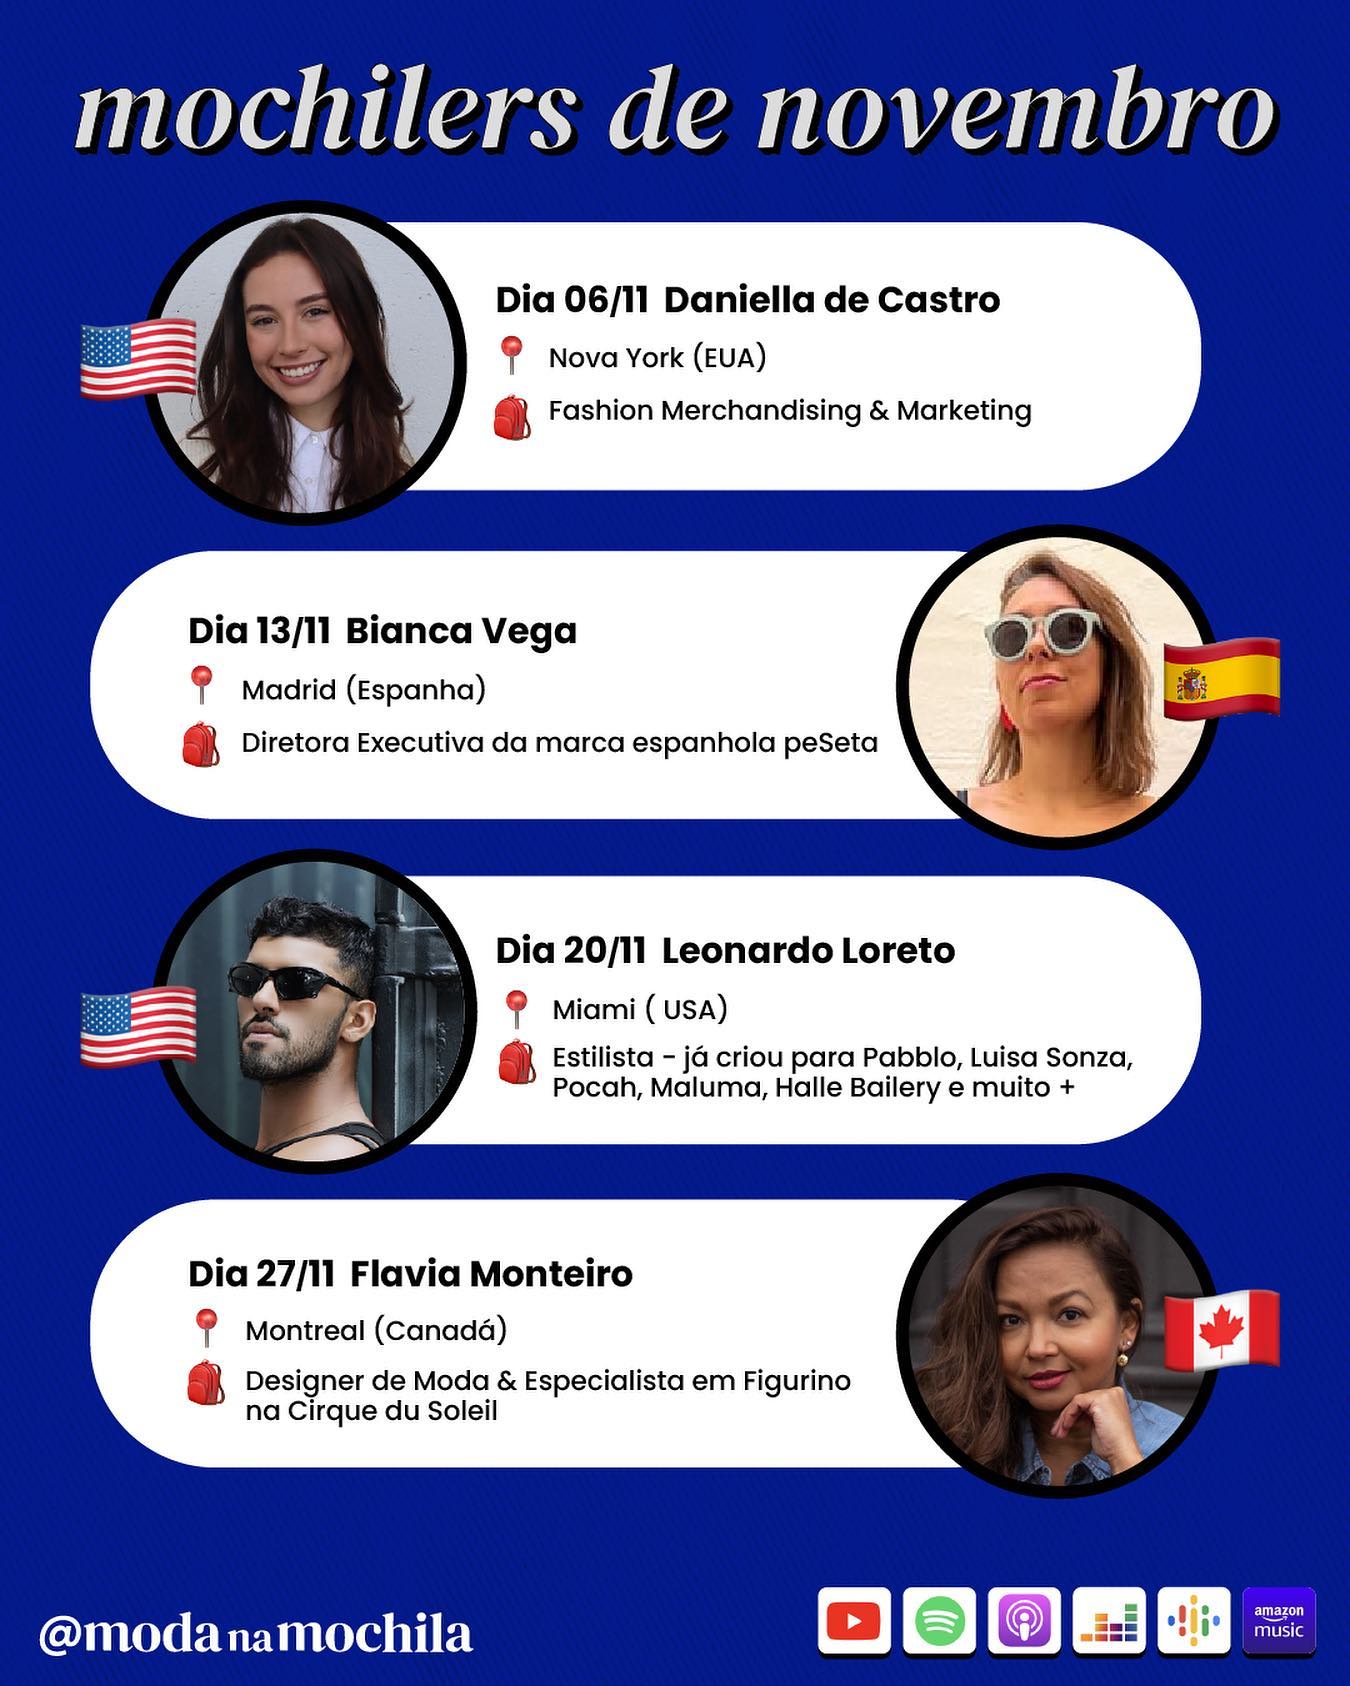 mochilers de novembro
Dia 06/11 Daniella de Castro
Nova York (EUA)
Fashion Merchandising & Marketing
Dia 13/11 Bianca Vega
Madrid (Espanha)
Diretora Executiva da marca espanhola peSeta
Dia 20/11 Leonardo Loreto
Miami ( USA)
Estilista - já criou para Pabblo, Luisa Sonza,
Pocah, Maluma, Halle Bailery e muito +
Dia 27/11 Flavia Monteiro
Montreal (Canadá)
Designer de Moda & Especialista em Figurino
na Cirque du Soleil
@moda na mochila
amazon
music